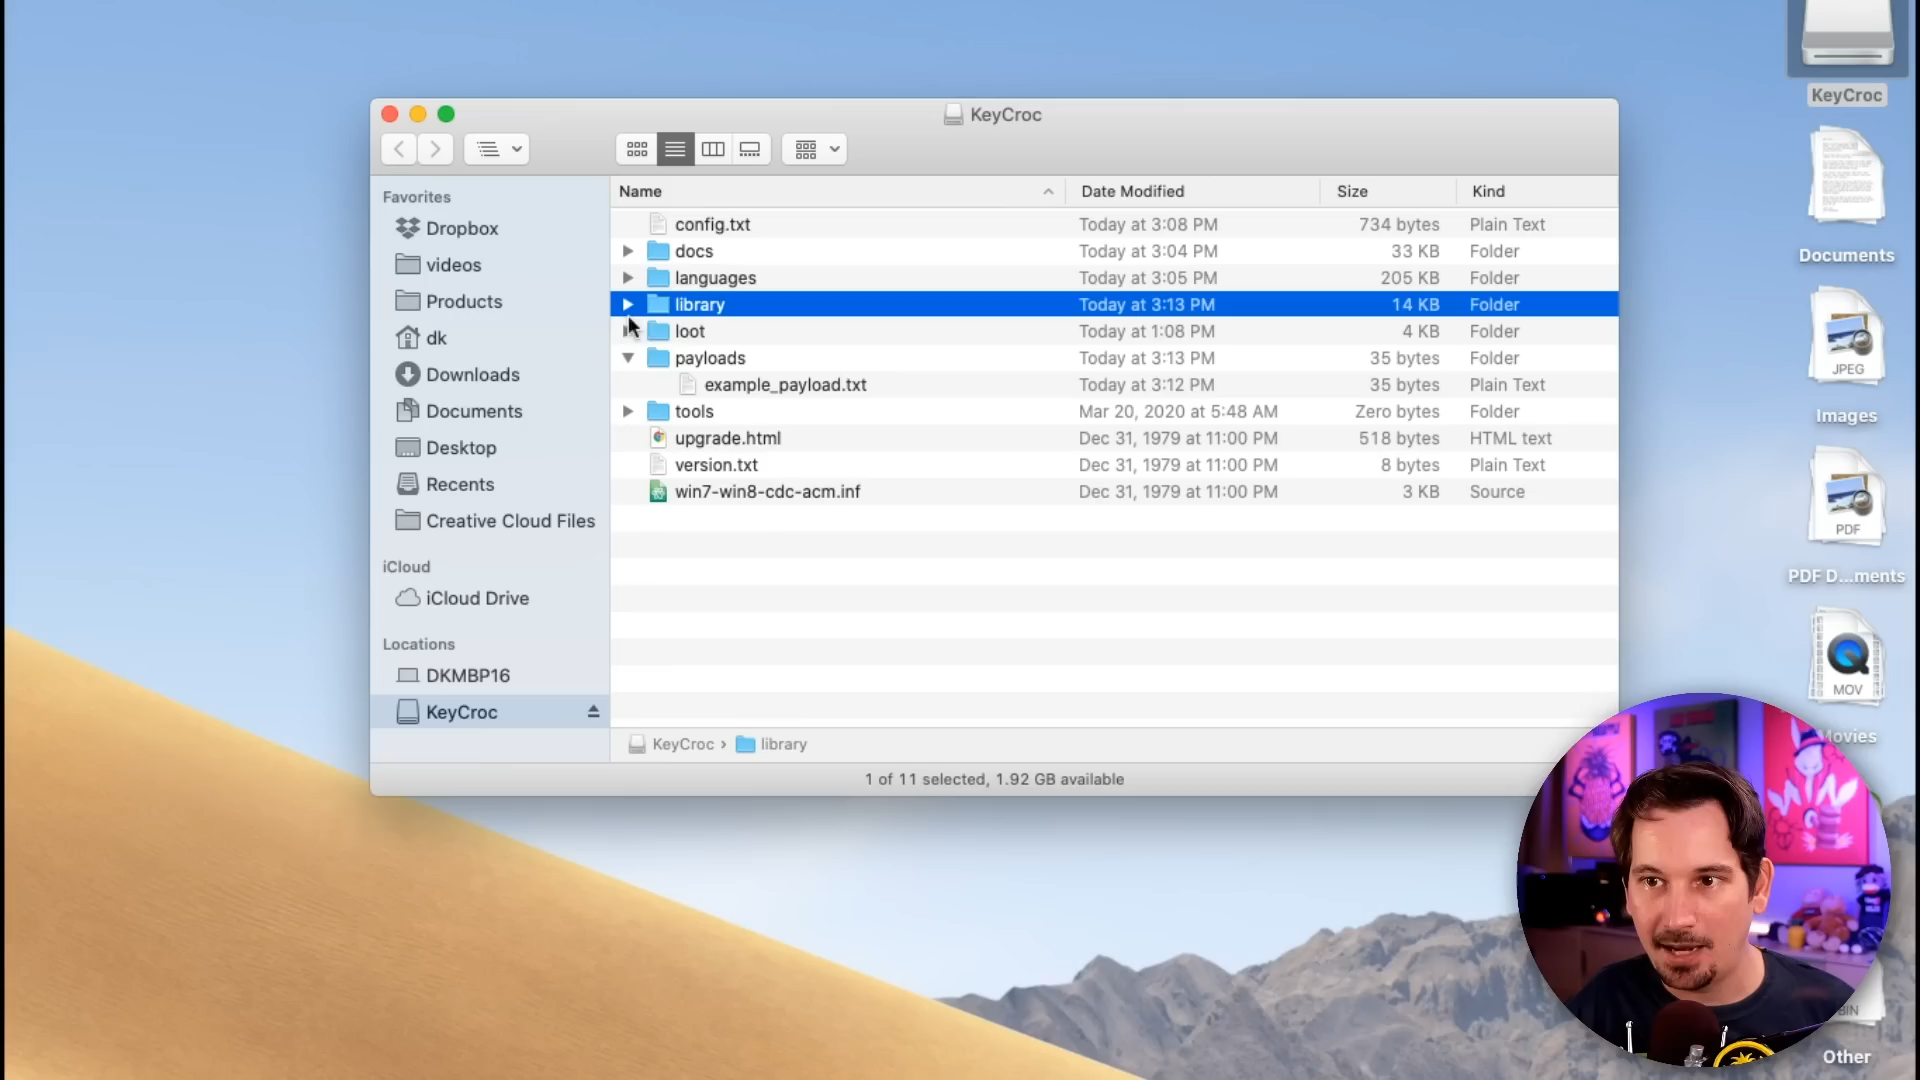 KeyCroc
Name Date Modified Size Kind
config.txt Today at 3:08 PM 734 bytes Plain Text
docs Today at 3:04 PM 33 KB Folder
languages Today at 3:05 PM 205 KB Folder
library Today at 3:13 PM 14 KB Folder
loot Today at 1:08 PM 4 KB Folder
payloads Today at 3:13 PM 35 bytes Folder
example_payload.txt Today at 3:12 PM 35 bytes Plain Text
tools Mar 20, 2020 at 5:48 AM Zero bytes Folder
upgrade.html Dec 31, 1979 at 11:00 PM 518 bytes HTML text
version.txt Dec 31, 1979 at 11:00 PM 8 bytes Plain Text
win7-win8-cdc-acm.inf Dec 31, 1979 at 11:00 PM 3 KB Source
Favorites
Dropbox
videos
Products
dk
Downloads
Documents
Desktop
Recents
Creative Cloud Files
iCloud
iCloud Drive
Locations
DKMBP16
KeyCroc
KeyCroc › library
1 of 11 selected, 1.92 GB available
KeyCroc
Documents
JPEG
Images
PDF
PDF D...ments
MOV
Movies
BIN
Other